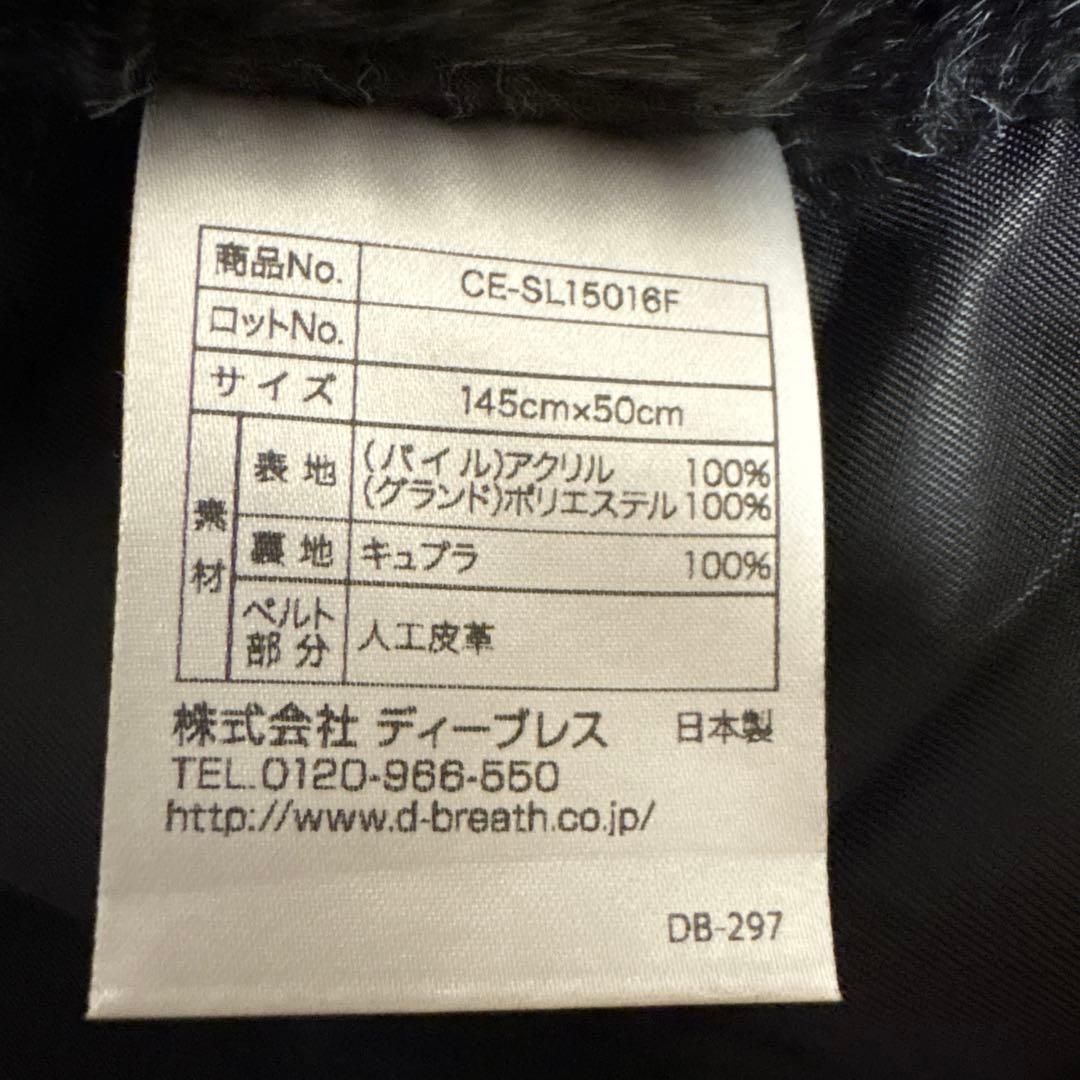 商品No. CE-SL15016F
ロットNo.
サイズ 145cm×50cm
素材
表地 (パイル)アクリル 100%
(グランド)ポリエステル 100%
裏地 キュプラ 100%
ベルト
部分 人工皮革
株式会社 ディーブレス 日本製
TEL.0120-966-550
http://www.d-breath.co.jp/
DB-297